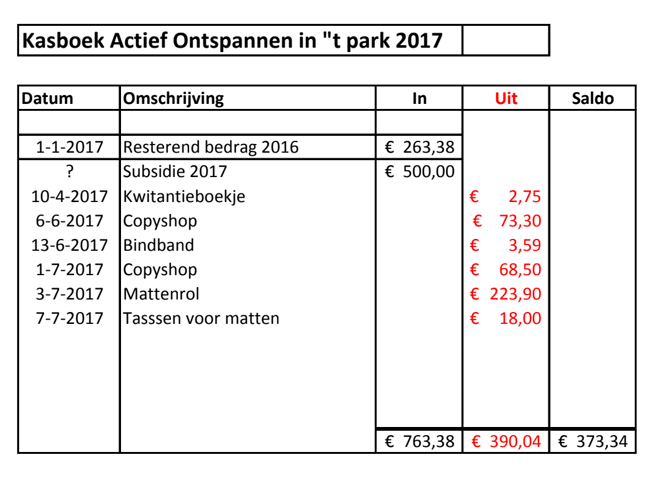 Kasboek Actief Ontspannen in "t park 2017
Datum Omschrijving In Uit Saldo
1-1-2017 Resterend bedrag 2016 € 263,38
? Subsidie 2017 € 500,00
10-4-2017 Kwitantieboekje € 2,75
6-6-2017 Copyshop € 73,30
13-6-2017 Bindband € 3,59
1-7-2017 Copyshop € 68,50
3-7-2017 Mattenrol € 223,90
7-7-2017 Tasssen voor matten € 18,00
€ 763,38 € 390,04 € 373,34